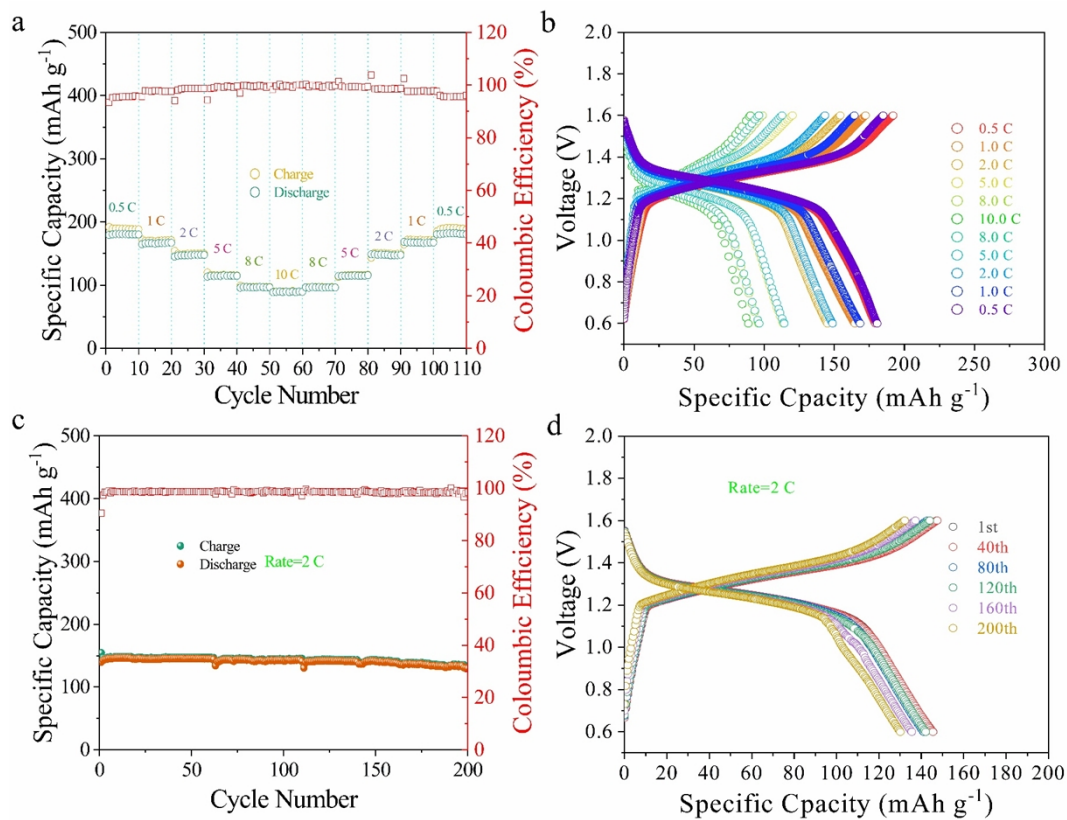 a
500
400
300
200
100
0
Specific Capacity (mAh g-1)
120
100
80
60
40
20
0
Coloumbic Efficiency (%)
Charge
Discharge
0.5 C
1 C
2 C
5 C
8 C
10 C
8 C
5 C
2 C
1 C
0.5 C
0 10 20 30 40 50 60 70 80 90 100 110
Cycle Number
b
2.0
1.8
1.6
1.4
1.2
1.0
0.8
0.6
Voltage (V)
0.5 C
1.0 C
2.0 C
5.0 C
8.0 C
10.0 C
8.0 C
5.0 C
2.0 C
1.0 C
0.5 C
0 50 100 150 200 250 300
Specific Cpacity (mAh g-1)
c
500
400
300
200
100
0
Specific Capacity (mAh g-1)
120
100
80
60
40
20
0
Coloumbic Efficiency (%)
Charge
Discharge
Rate=2 C
0 50 100 150 200
Cycle Number
d
2.0
1.8
1.6
1.4
1.2
1.0
0.8
0.6
Voltage (V)
Rate=2 C
1st
40th
80th
120th
160th
200th
0 20 40 60 80 100 120 140 160 180 200
Specific Cpacity (mAh g-1)